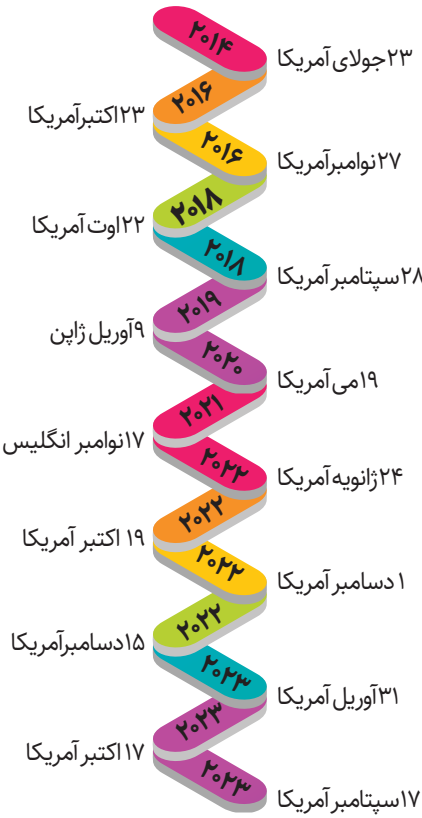 ۲۰۱۴
۲۳جولای آمریکا
۲۰۱۶
۲۳اکتبرآمریکا
۲۰۱۶
۲۷نوامبرآمریکا
۲۰۱۸
۲۲اوت آمریکا
۲۰۱۸
۲۸سپتامبر آمریکا
۲۰۱۹
۹آوریل ژاپن
۲۰۲۰
۱۹می آمریکا
۲۰۲۱
۱۷نوامبر انگلیس
۲۰۲۲
۲۴ژانویه آمریکا
۲۰۲۲
۱۹ اکتبر آمریکا
۲۰۲۲
۱ دسامبر آمریکا
۲۰۲۲
۱۵دسامبرآمریکا
۲۰۲۳
۳۱آوریل آمریکا
۲۰۲۳
۱۷اکتبر آمریکا
۲۰۲۳
۱۷سپتامبر آمریکا